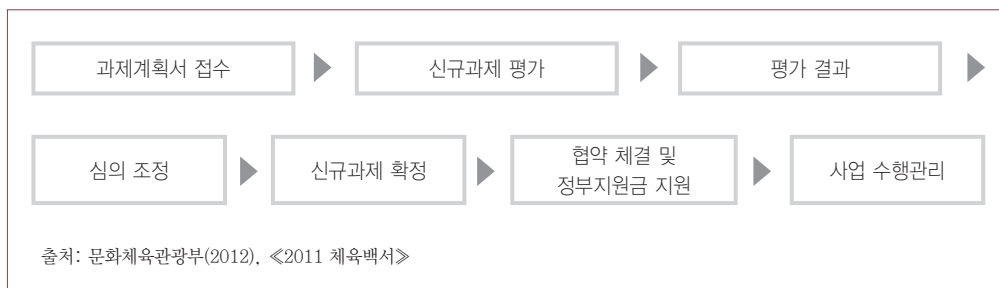 과제계획서 접수
신규과제 평가
평가 결과
심의 조정
신규과제 확정
협약 체결 및
정부지원금 지원
사업 수행관리
출처: 문화체육관광부(2012), ≪2011 체육백서≫